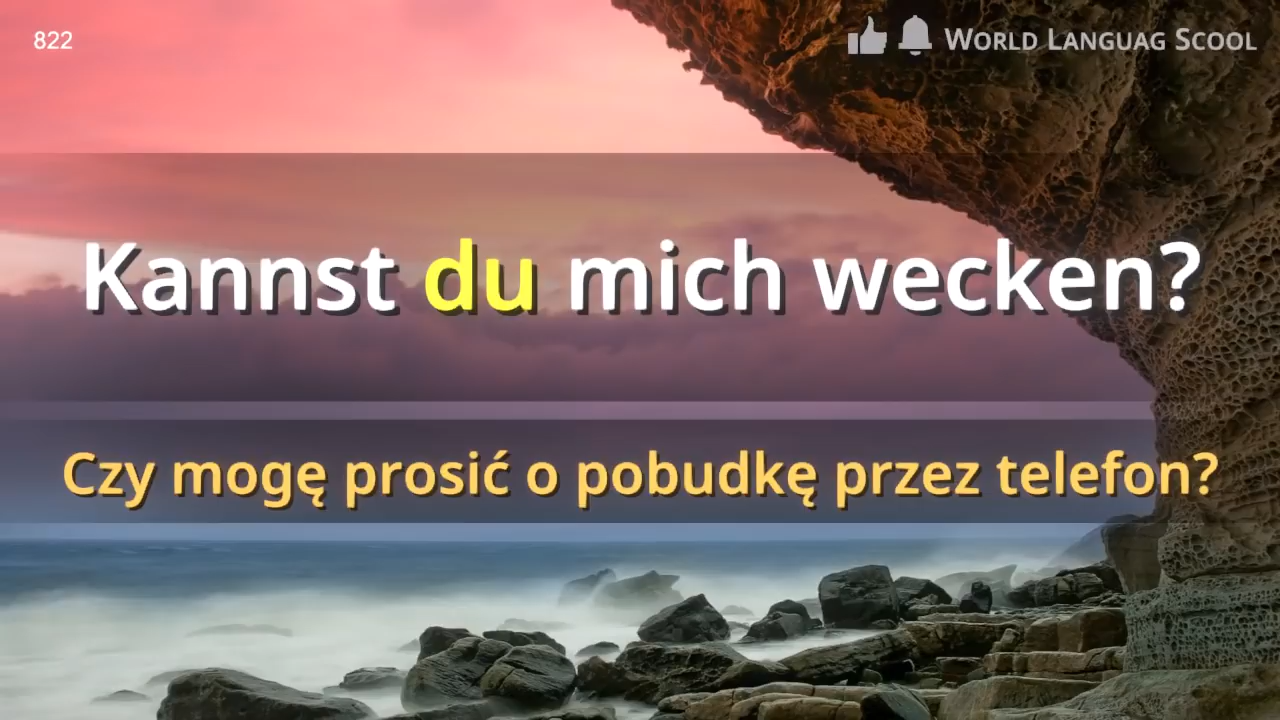 822
WORLD LANGUAG SCOOL
Kannst du mich wecken?
Czy mogę prosić o pobudkę przez telefon?